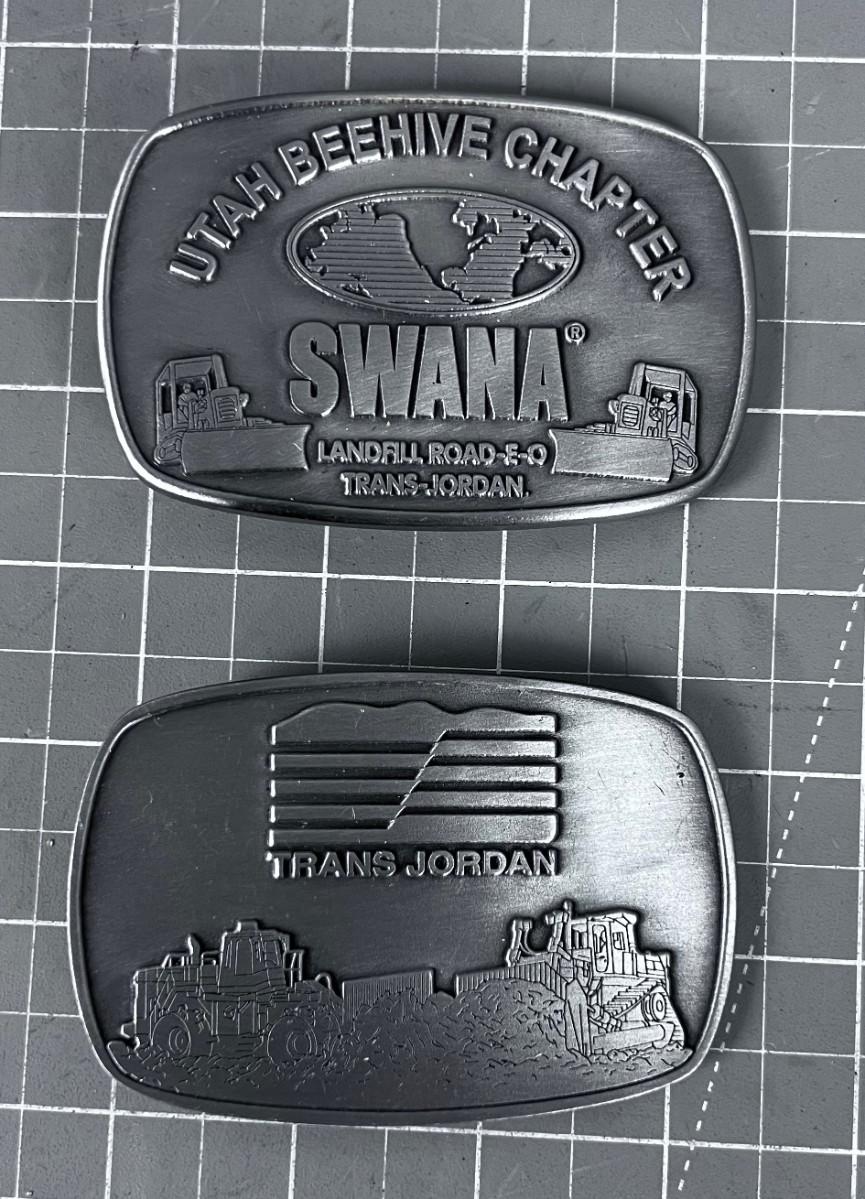 UTAH BEEHIVE CHAPTER
SWANA®
LANDFILL ROAD-E-O
TRANS-JORDAN
TRANS JORDAN